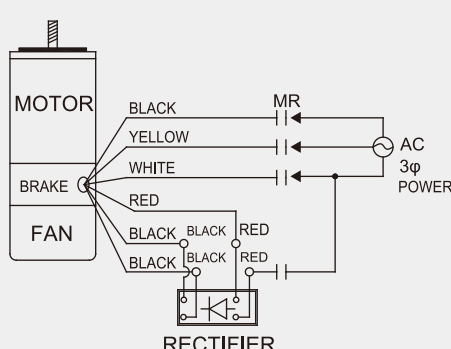 MOTOR
BRAKE
FAN
BLACK
MR
YELLOW
AC
3φ
POWER
WHITE
RED
BLACK
BLACK
RED
BLACK
BLACK
RED
RECTIFIER